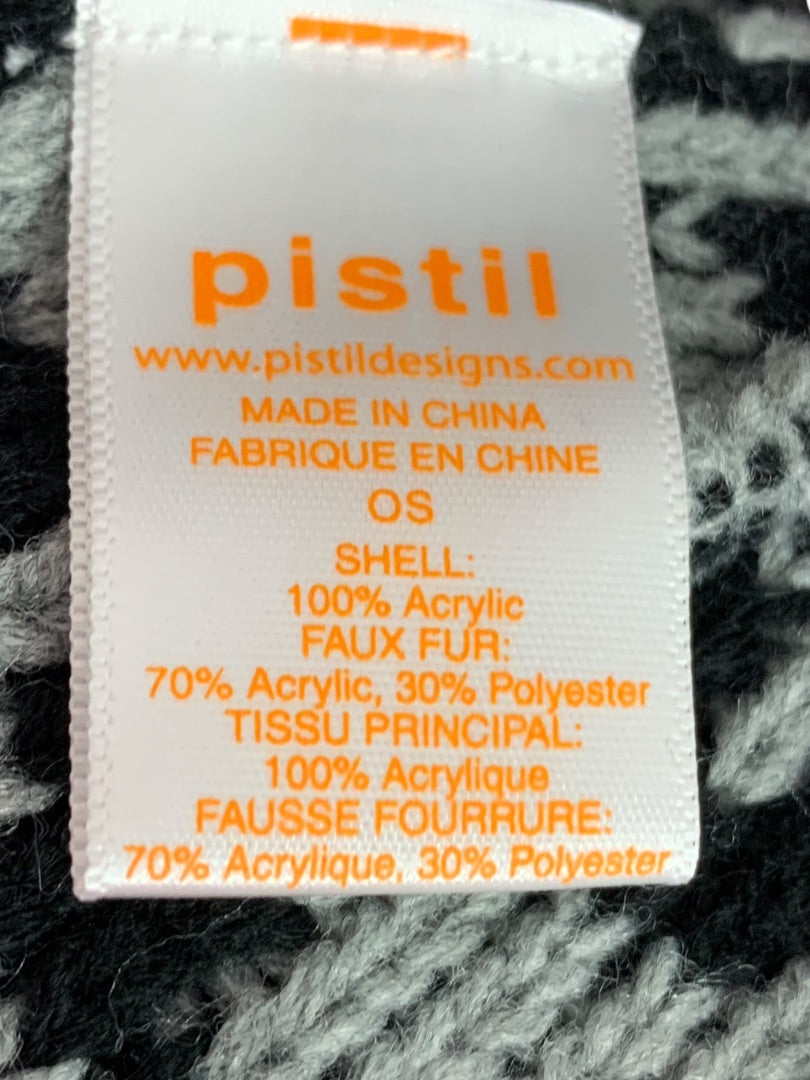 pistil
www.pistildesigns.com
MADE IN CHINA
FABRIQUE EN CHINE
OS
SHELL:
100% Acrylic
FAUX FUR:
70% Acrylic, 30% Polyester
TISSU PRINCIPAL:
100% Acrylique
FAUSSE FOURRURE:
70% Acrylique, 30% Polyester